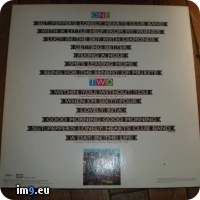 ONE
SGT. PEPPER'S LONELY HEARTS CLUB BAND
WITH A LITTLE HELP FROM MY FRIENDS
LUCY IN THE SKY WITH DIAMONDS
GETTING BETTER
FIXING A HOLE
SHE'S LEAVING HOME
BEING FOR THE BENEFIT OF MR. KITE
TWO
WITHIN YOU WITHOUT YOU
WHEN I'M SIXTY-FOUR
LOVELY RITA
GOOD MORNING GOOD MORNING
SGT. PEPPER'S LONELY HEARTS CLUB BAND
A DAY IN THE LIFE
im9.eu